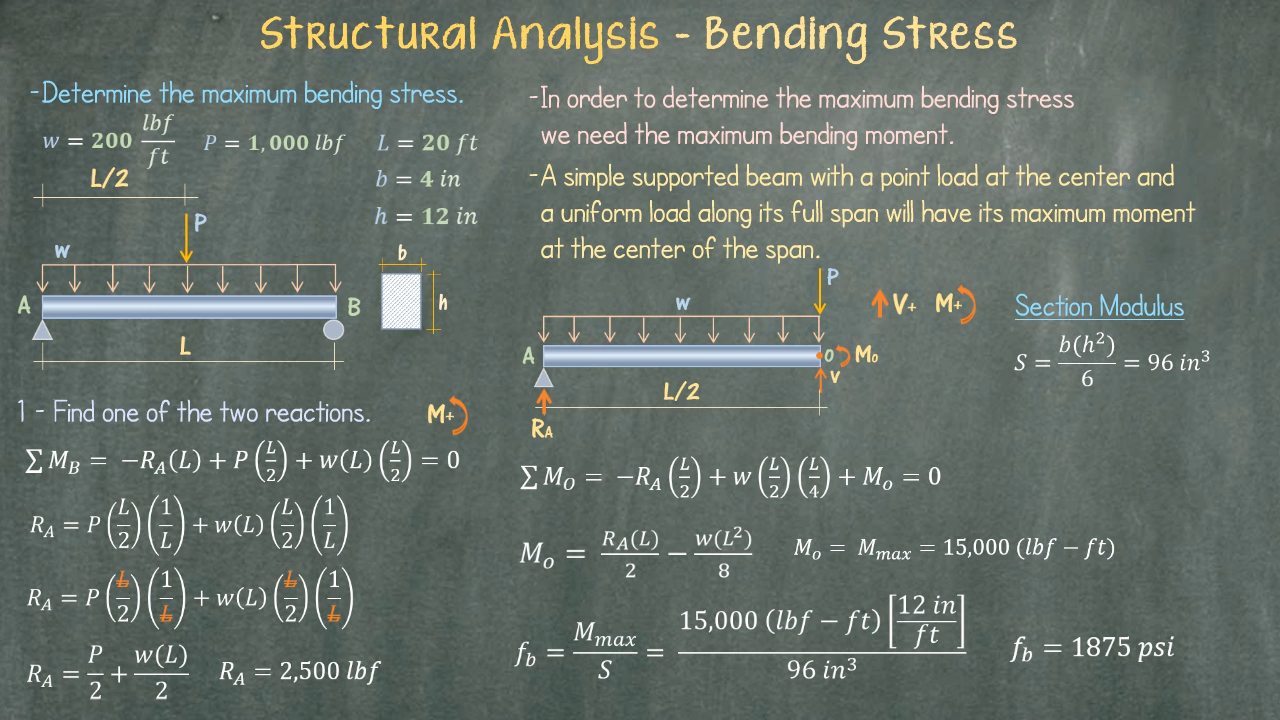 Structural Analysis - Bending Stress
-Determine the maximum bending stress.
w = 200 lbf/ft P = 1,000 lbf L = 20 ft
b = 4 in
h = 12 in
L/2
P
w
A
B
L
b
h
1 - Find one of the two reactions. M+
∑ M_B = −R_A(L) + P (L/2) + w(L) (L/2) = 0
R_A = P (L/2) (1/L) + w(L) (L/2) (1/L)
R_A = P (L/2) (1/L) + w(L) (L/2) (1/L)
R_A = P/2 + w(L)/2 R_A = 2,500 lbf
-In order to determine the maximum bending stress
we need the maximum bending moment.
-A simple supported beam with a point load at the center and
a uniform load along its full span will have its maximum moment
at the center of the span.
P
w
V+ M+
A
O
Mo
V
L/2
RA
Section Modulus
S = b(h²)/6 = 96 in³
∑ M_O = −R_A (L/2) + w (L/2) (L/4) + M_o = 0
M_o = R_A(L)/2 − w(L²)/8 M_o = M_max = 15,000 (lbf − ft)
f_b = M_max/S = 15,000 (lbf − ft) [12 in/ft]/96 in³ f_b = 1875 psi